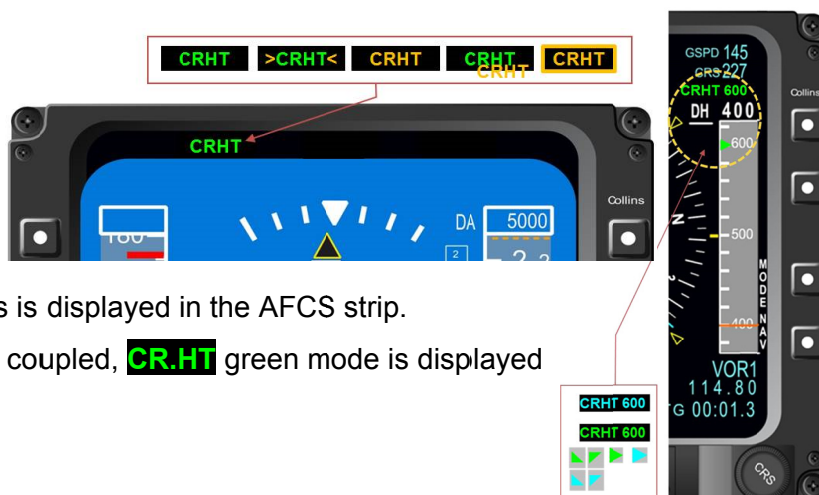 CRHT >CRHT< CRHT CRHT CRHT CRHT
CRHT
Collins
DA 5000
2
s is displayed in the AFCS strip.
coupled, CR.HT green mode is displayed
GSPD 145
CRS 227
CRHT 600
DH 400
Collins
600
500
400
N
MODE NAV
VOR1
114.80
G 00:01.3
CRS
CRHT 600
CRHT 600